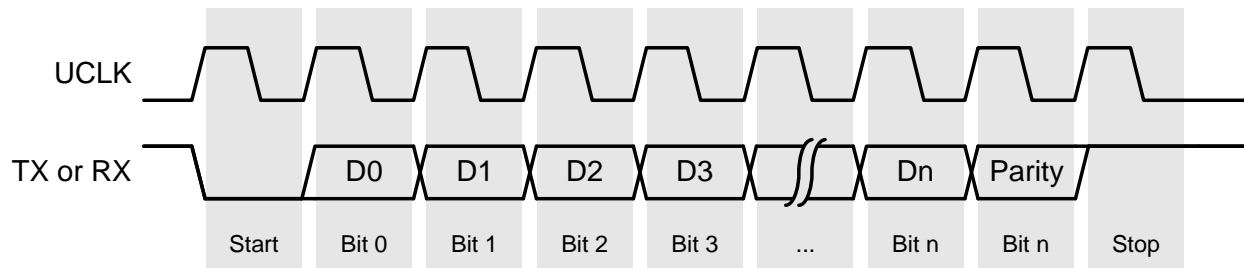 UCLK
TX or RX D0 D1 D2 D3 Dn Parity
Start Bit 0 Bit 1 Bit 2 Bit 3 ... Bit n Bit n Stop